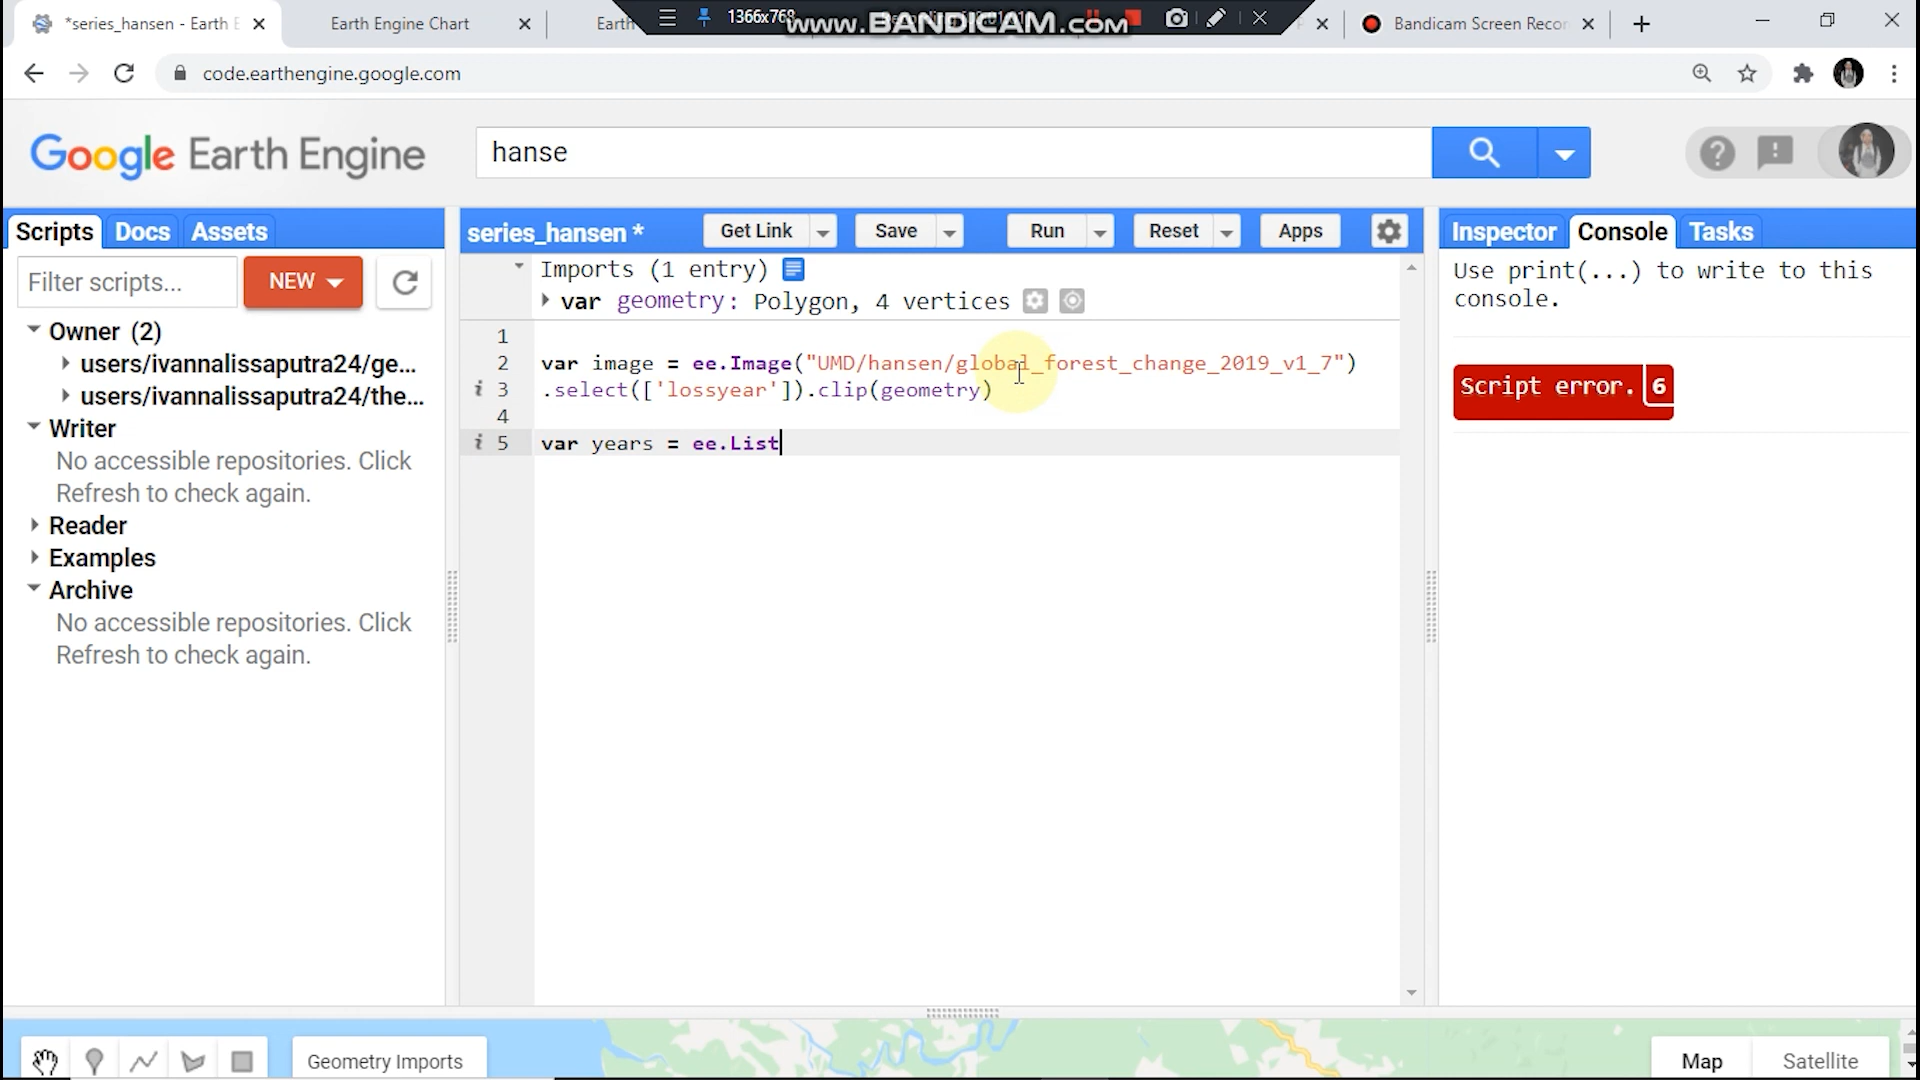 *series_hansen - Earth E
Earth Engine Chart
Earth
1366x768
www.BANDICAM.com
Bandicam Screen Recor
code.earthengine.google.com
Google Earth Engine
hanse
Scripts
Docs
Assets
series_hansen *
Get Link
Save
Run
Reset
Apps
Inspector
Console
Tasks
Filter scripts...
NEW
Imports (1 entry)
var geometry: Polygon, 4 vertices
Use print(...) to write to this
console.
Owner (2)
users/ivannalissaputra24/ge...
users/ivannalissaputra24/the...
Writer
No accessible repositories. Click
Refresh to check again.
Reader
Examples
Archive
No accessible repositories. Click
Refresh to check again.
1
2 var image = ee.Image("UMD/hansen/global_forest_change_2019_v1_7")
i 3 .select(['lossyear']).clip(geometry)
4
i 5 var years = ee.List
Script error. 6
Geometry Imports
Map
Satellite